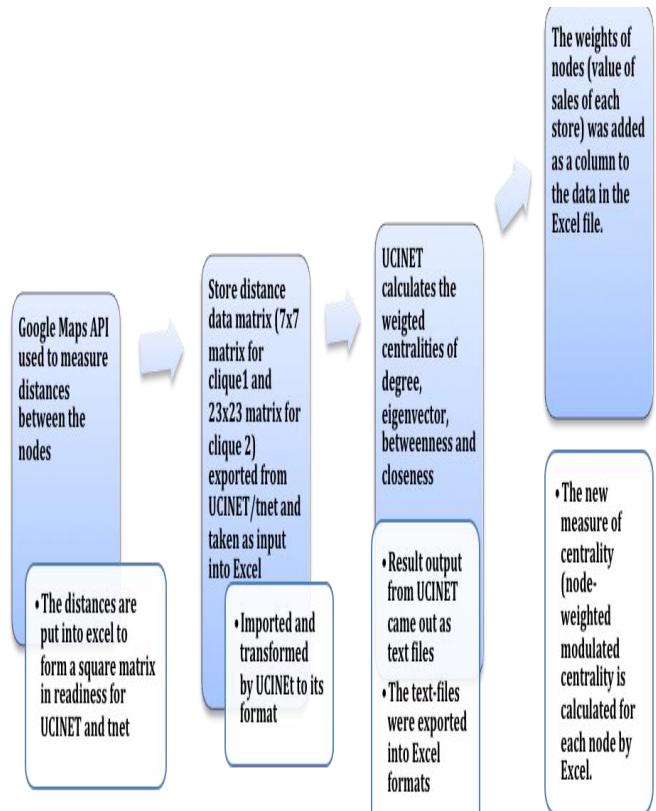 Google Maps API
used to measure
distances
between the
nodes
•The distances are
put into excel to
form a square matrix
in readiness for
UCINET and tnet
Store distance
data matrix (7x7
matrix for
clique1 and
23x23 matrix for
clique 2)
exported from
UCINET/tnet and
taken as input
into Excel
•Imported and
transformed
by UCINEt to its
format
UCINET
calculates the
weigted
centralities of
degree,
eigenvector,
betweenness and
closeness
•Result output
from UCINET
came out as
text files
•The text-files
were exported
into Excel
formats
The weights of
nodes (value of
sales of each
store) was added
as a column to
the data in the
Excel file.
•The new
measure of
centrality
(node-
weighted
modulated
centrality is
calculated for
each node by
Excel.